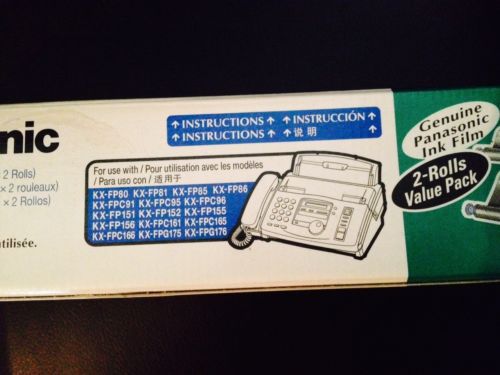 nic
2 Rolls)
× 2 rouleaux)
× 2 Rollos)
utilisée.
↑ INSTRUCTIONS ↑
↑ INSTRUCCIÓN ↑
↑ INSTRUCTIONS ↑
↑ 说 明 ↑
For use with / Pour utilisation avec les modèles
/ Para uso con / 适用于
KX-FP80 KX-FP81 KX-FP85 KX-FP86
KX-FPC91 KX-FPC95 KX-FPC96
KX-FP151 KX-FP152 KX-FP155
KX-FP156 KX-FPC161 KX-FPC165
KX-FPC166 KX-FPG175 KX-FPG176
Genuine
Panasonic
Ink Film
2-Rolls
Value Pack